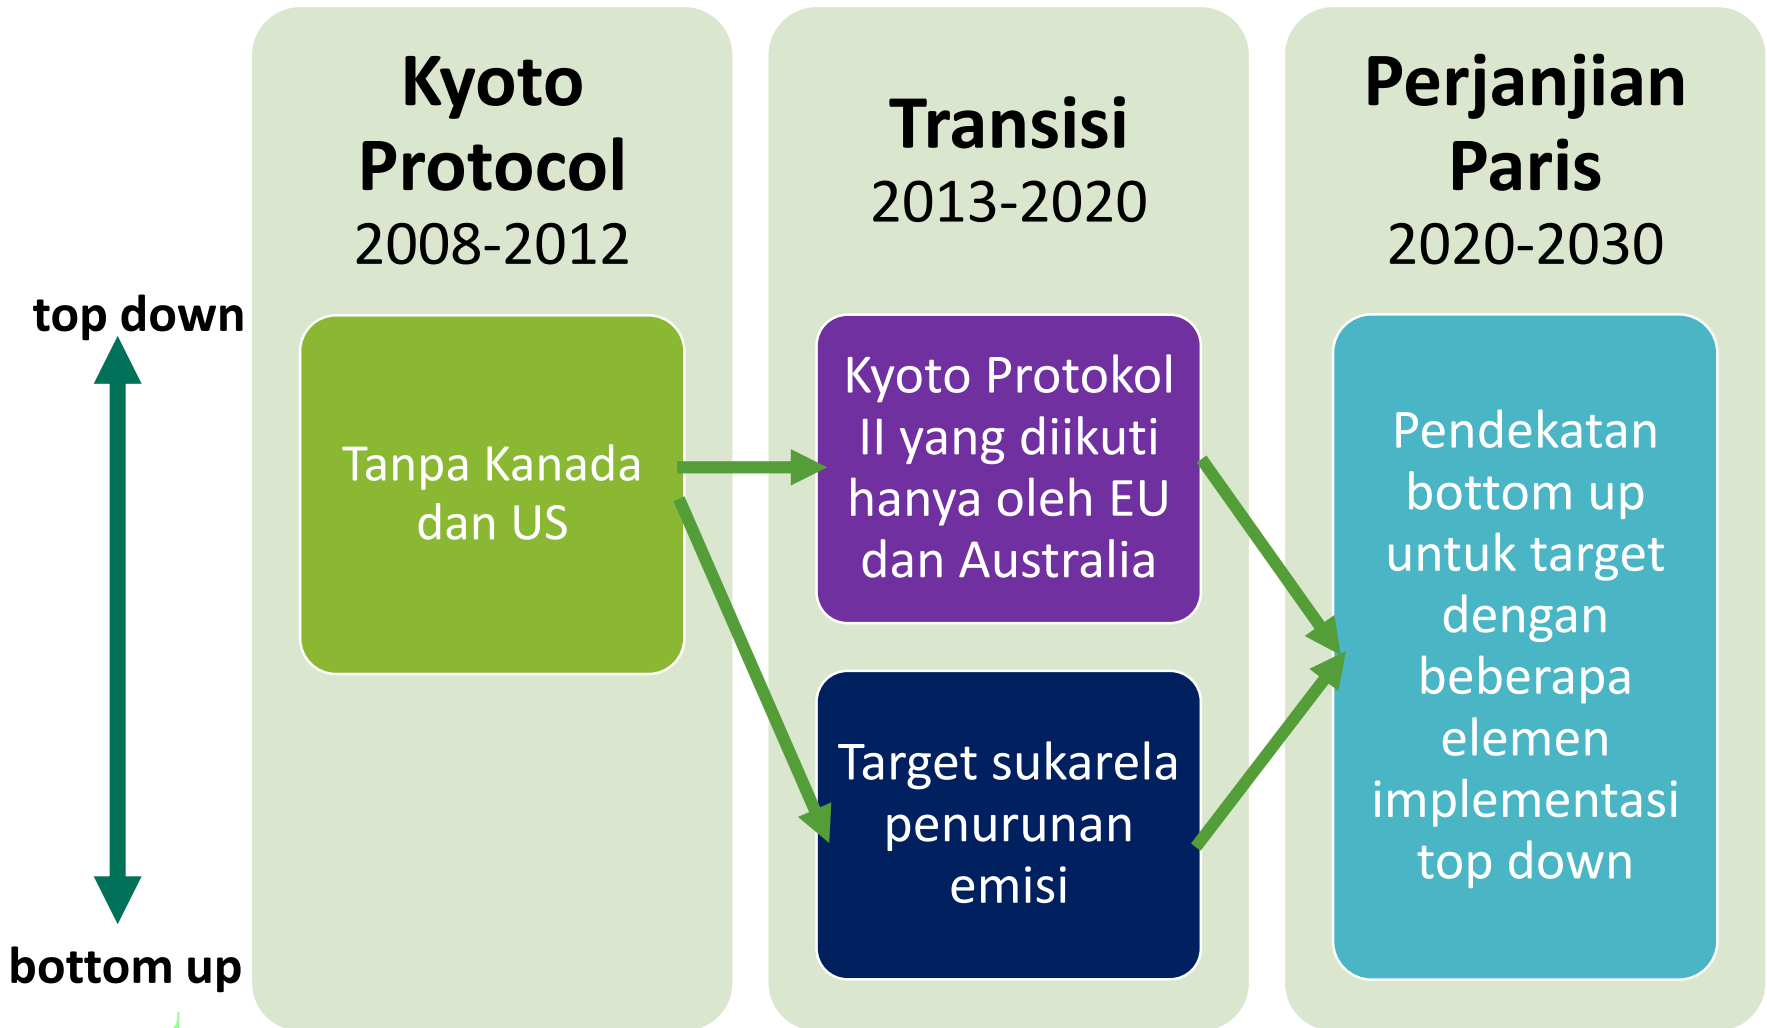 Kyoto
Protocol
2008-2012
Transisi
2013-2020
Perjanjian
Paris
2020-2030
top down
bottom up
Tanpa Kanada
dan US
Kyoto Protokol
II yang diikuti
hanya oleh EU
dan Australia
Target sukarela
penurunan
emisi
Pendekatan
bottom up
untuk target
dengan
beberapa
elemen
implementasi
top down